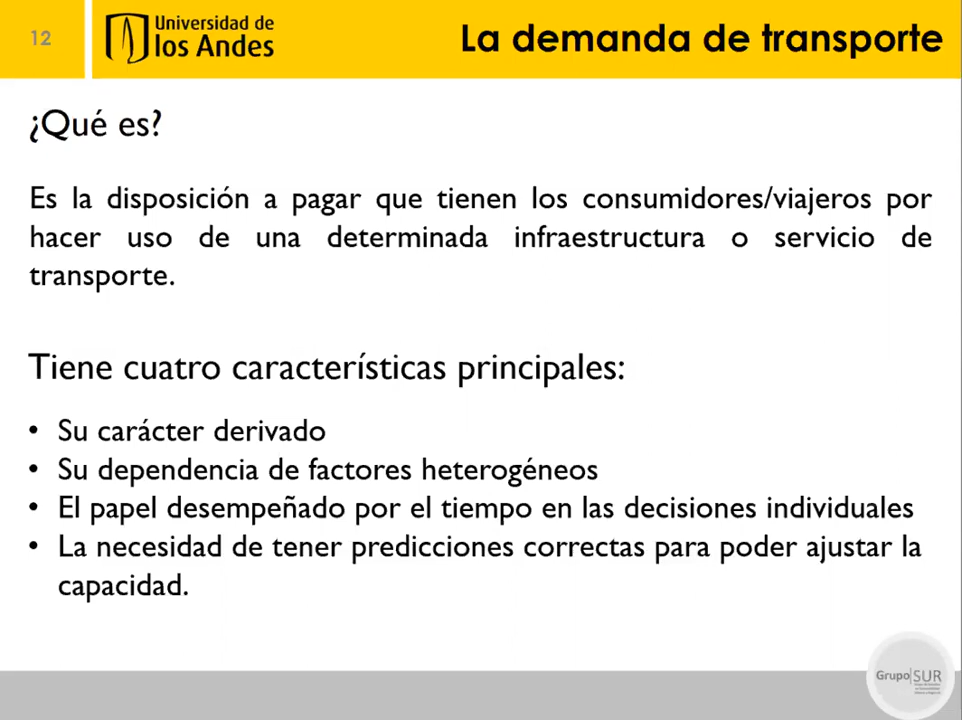 12
Universidad de
los Andes
La demanda de transporte
¿Qué es?
Es la disposición a pagar que tienen los consumidores/viajeros por
hacer uso de una determinada infraestructura o servicio de
transporte.
Tiene cuatro características principales:
• Su carácter derivado
• Su dependencia de factores heterogéneos
• El papel desempeñado por el tiempo en las decisiones individuales
• La necesidad de tener predicciones correctas para poder ajustar la
capacidad.
Grupo|SUR